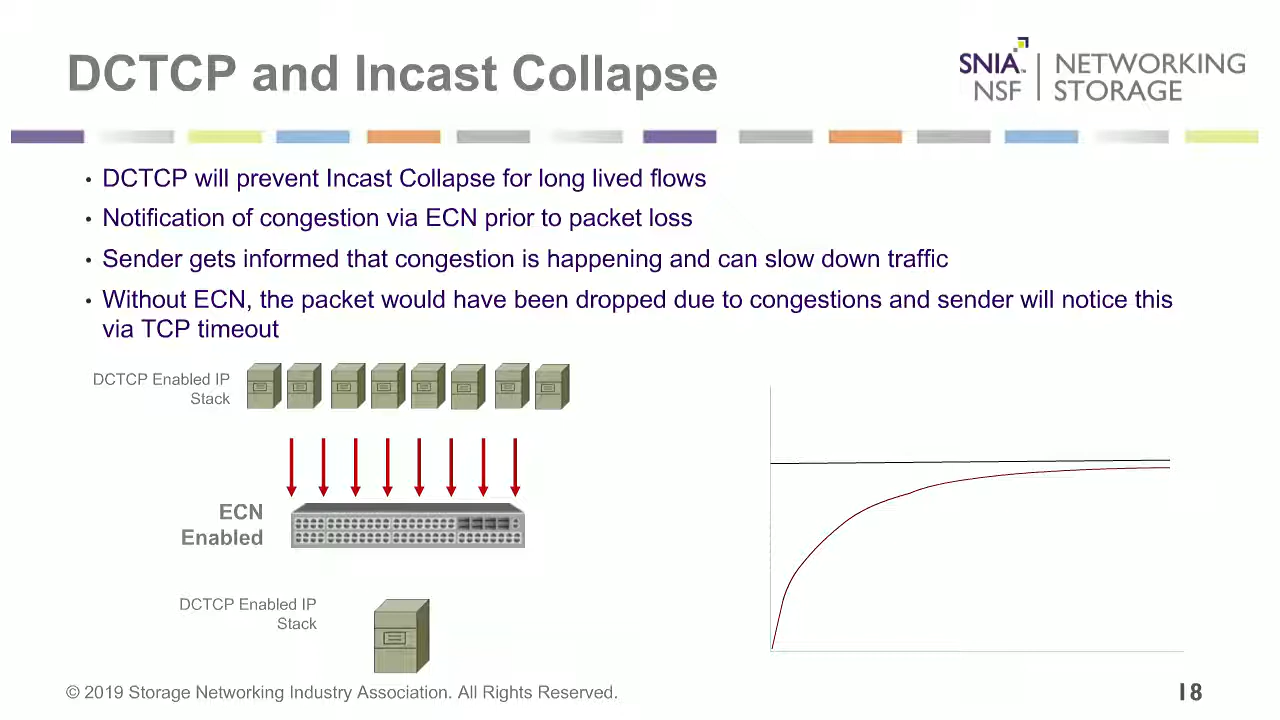 DCTCP and Incast Collapse
SNIA™ NETWORKING
NSF STORAGE
• DCTCP will prevent Incast Collapse for long lived flows
• Notification of congestion via ECN prior to packet loss
• Sender gets informed that congestion is happening and can slow down traffic
• Without ECN, the packet would have been dropped due to congestions and sender will notice this
via TCP timeout
DCTCP Enabled IP
Stack
ECN
Enabled
DCTCP Enabled IP
Stack
© 2019 Storage Networking Industry Association. All Rights Reserved.
18